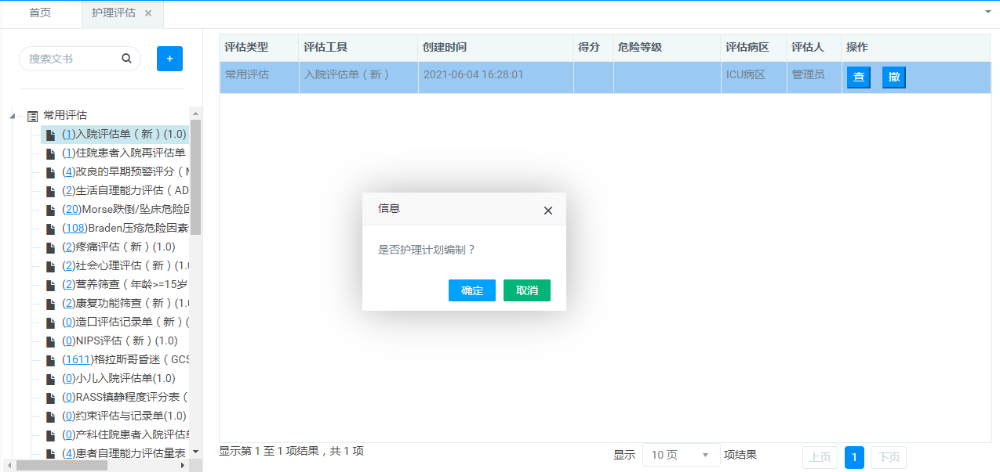 首页
护理评估
搜索文书
+
常用评估
(1)入院评估单（新）(1.0)
(1)住院患者入院再评估单
(4)改良的早期预警评分（M
(2)生活自理能力评估（AD
(20)Morse跌倒/坠床危险因
(108)Braden压疮危险因素
(2)疼痛评估（新）(1.0)
(2)社会心理评估（新）(1.0
(2)营养筛查（年龄>=15岁
(2)康复功能筛查（新）(1.0
(0)造口评估记录单（新）(
(0)NIPS评估（新）(1.0)
(1611)格拉斯哥昏迷（GCS
(0)小儿入院评估单(1.0)
(0)RASS镇静程度评分表（
(0)约束评估与记录单(1.0)
(0)产科住院患者入院评估单
(4)患者自理能力评估量表
评估类型 评估工具 创建时间 得分 危险等级 评估病区 评估人 操作
常用评估 入院评估单（新） 2021-06-04 16:28:01 ICU病区 管理员 查 撤
信息
是否护理计划编制？
确定 取消
显示第 1 至 1 项结果，共 1 项
显示 10 页 项结果
上页 1 下页